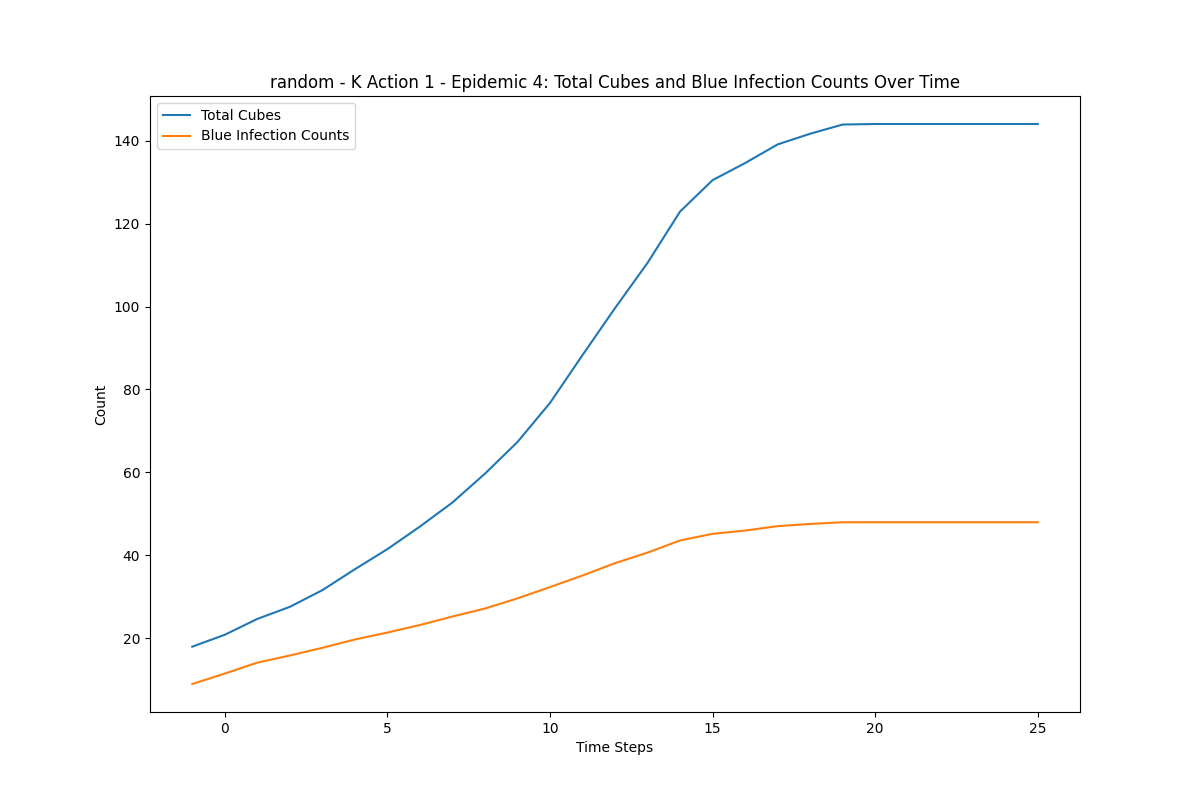 random - K Action 1 - Epidemic 4: Total Cubes and Blue Infection Counts Over Time
Total Cubes
Blue Infection Counts
140
120
100
80
60
40
20
Count
0 5 10 15 20 25
Time Steps